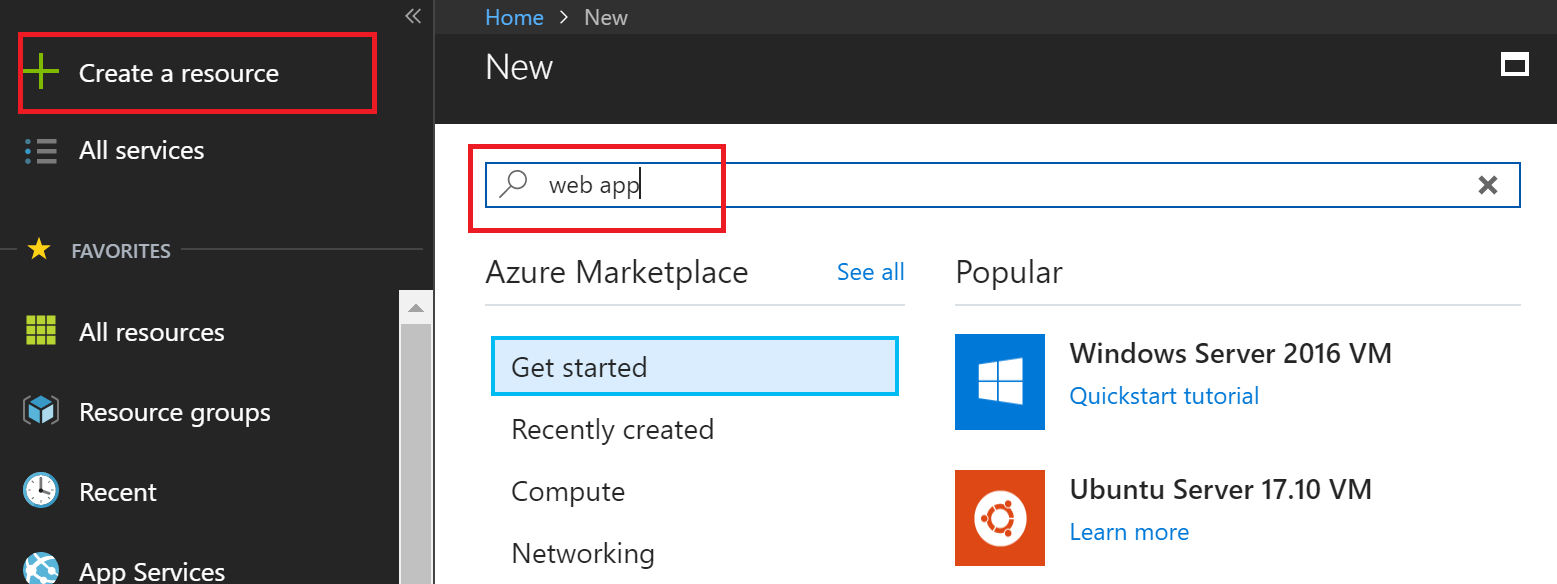 Create a resource
All services
FAVORITES
All resources
Resource groups
Recent
App Services
Home > New
New
web app
Azure Marketplace
See all
Get started
Recently created
Compute
Networking
Popular
Windows Server 2016 VM
Quickstart tutorial
Ubuntu Server 17.10 VM
Learn more